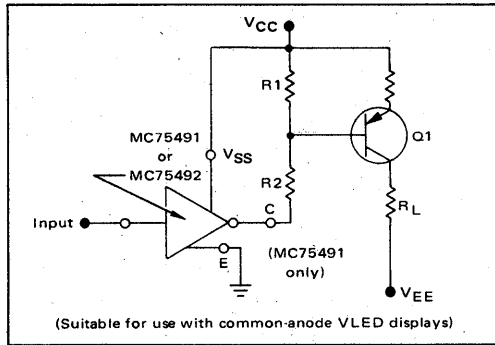 VCC
R1
Q1
MC75491
or
MC75492
VSS
R2
C
RL
Input
E
(MC75491
only)
VEE
(Suitable for use with common-anode VLED displays)